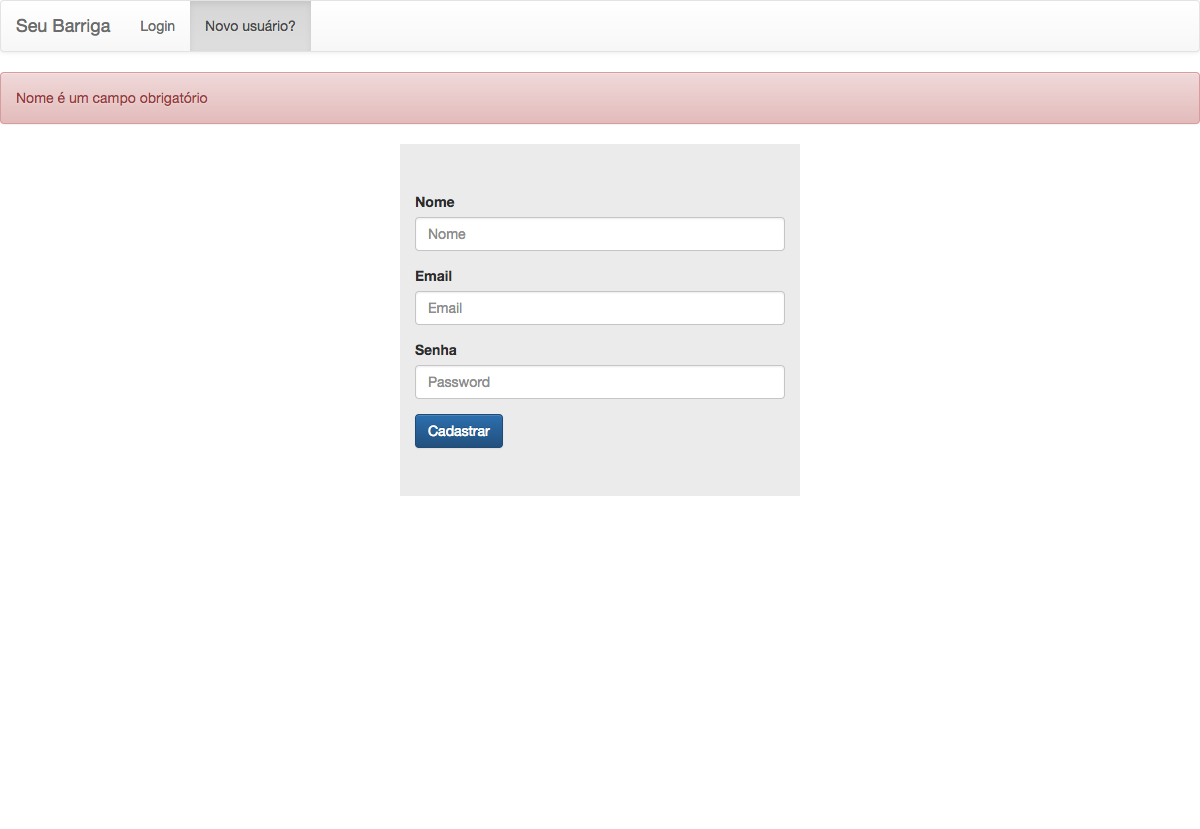 Seu Barriga Login Novo usuário?
Nome é um campo obrigatório
Nome
Nome
Email
Email
Senha
Password
Cadastrar